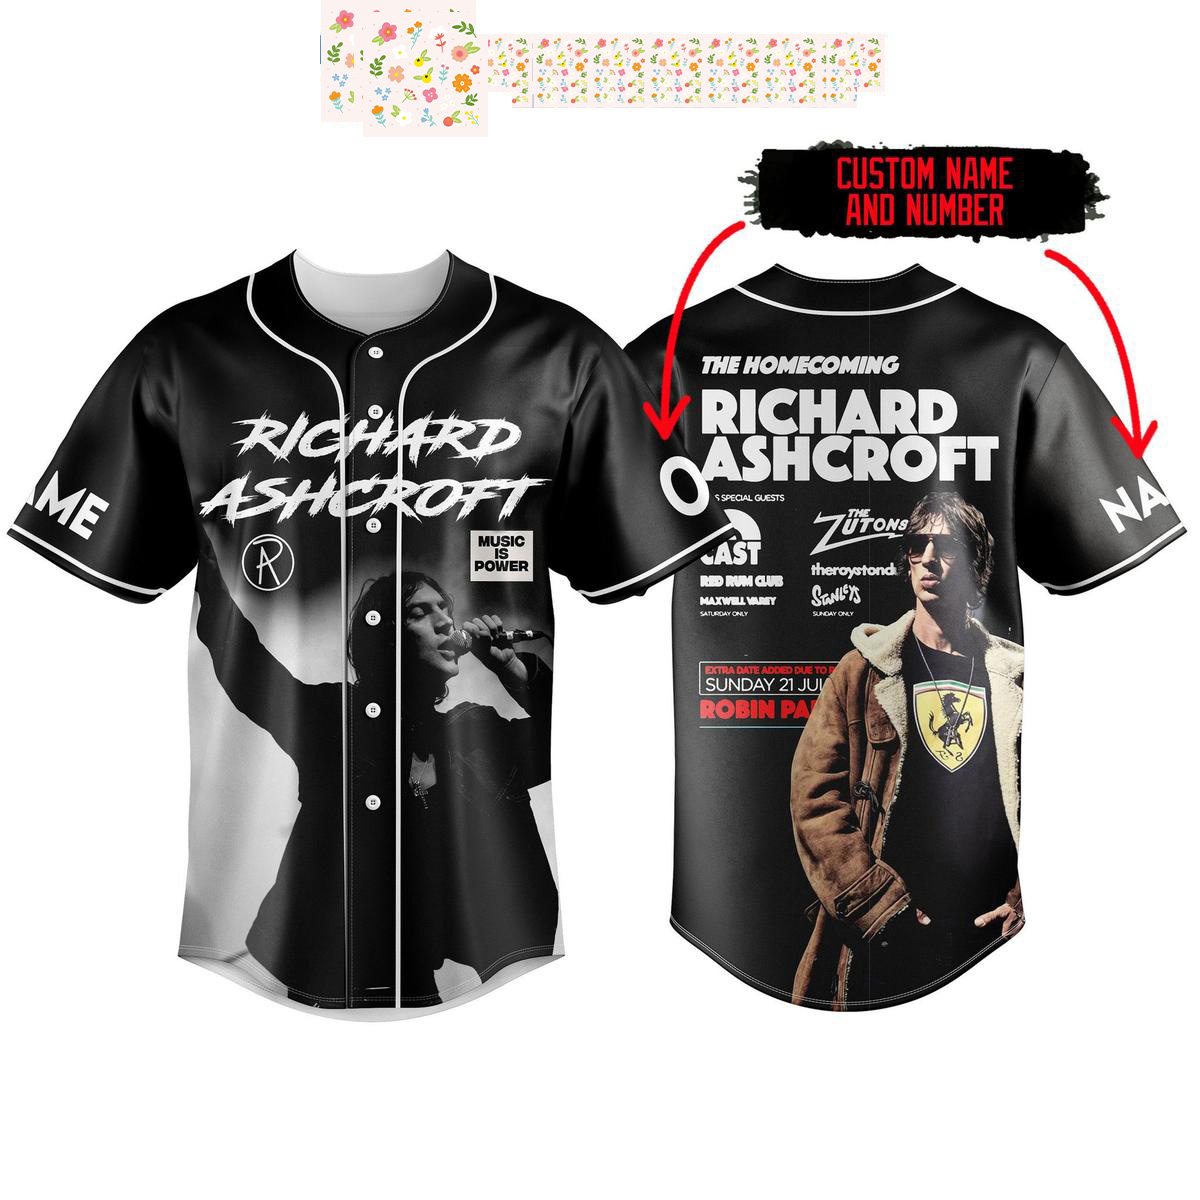 CUSTOM NAME
AND NUMBER
RICHARD
ASHCROFT
MUSIC
IS
POWER
AME
THE HOMECOMING
RICHARD
ASHCROFT
SPECIAL GUESTS
CAST
THE
ZUTONS
RED RUM CLUB
theroystond
MAXWELL VAREY
STANLEYS
SATURDAY ONLY
SUNDAY ONLY
EXTRA DATE ADDED DUE TO
SUNDAY 21 JUL
ROBIN PA
0
NA